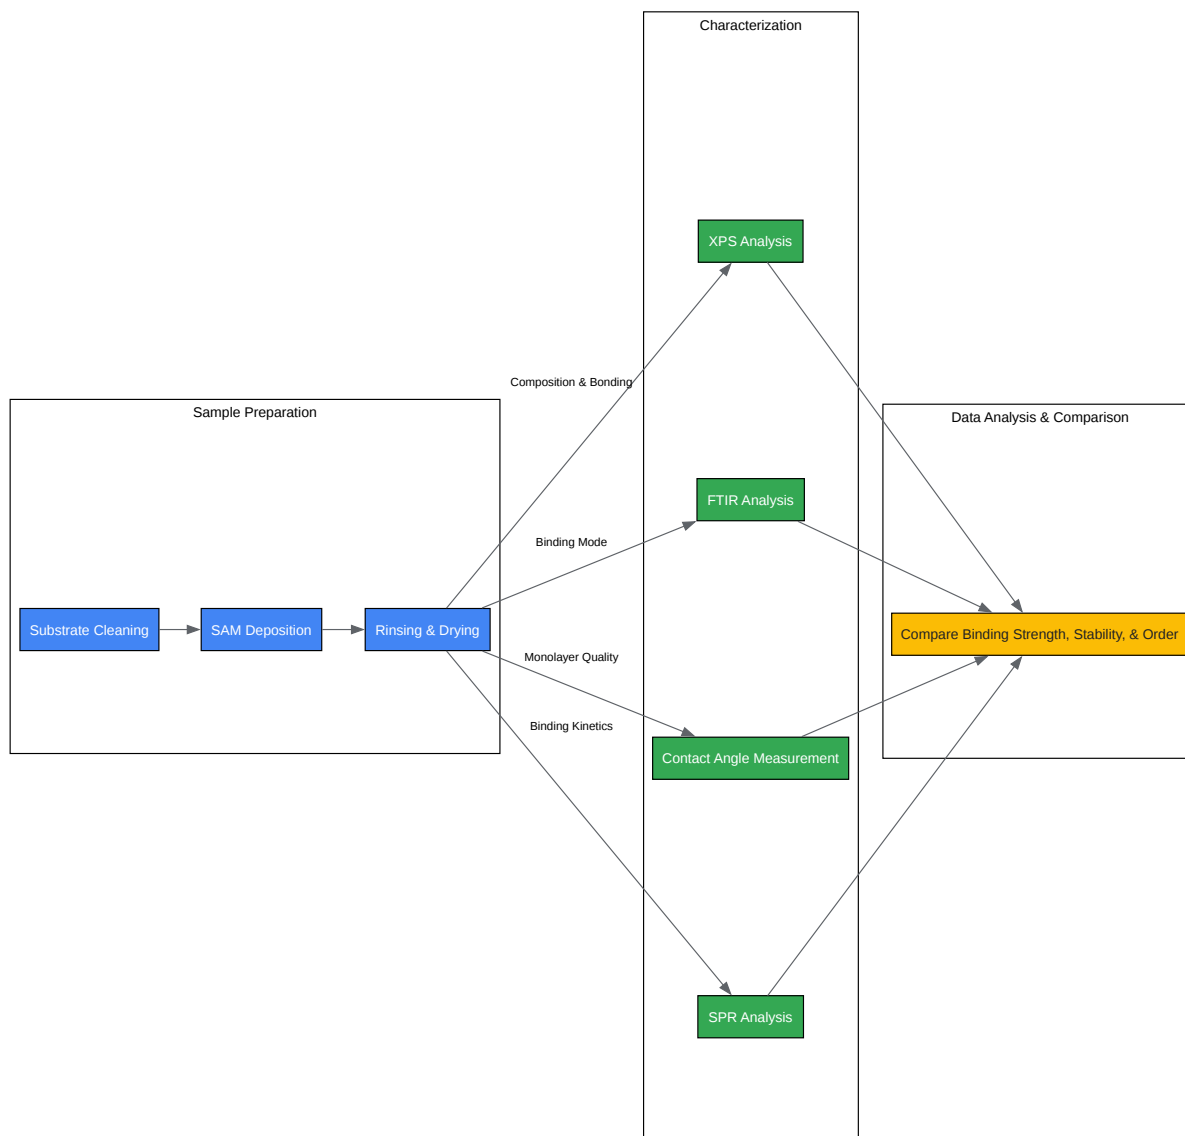 Characterization
XPS Analysis
Composition & Bonding
Sample Preparation
Data Analysis & Comparison
FTIR Analysis
Binding Mode
Substrate Cleaning
SAM Deposition
Rinsing & Drying
Compare Binding Strength, Stability, & Order
Monolayer Quality
Binding Kinetics
Contact Angle Measurement
SPR Analysis